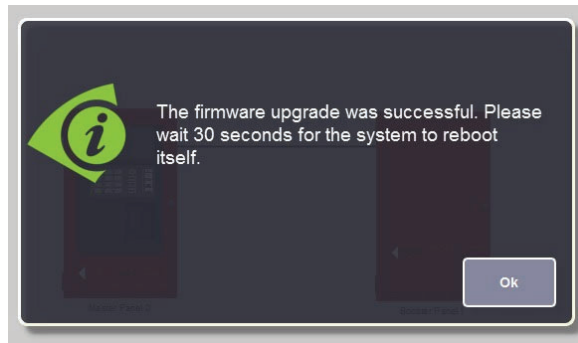 The firmware upgrade was successful. Please
wait 30 seconds for the system to reboot
itself.
Ok